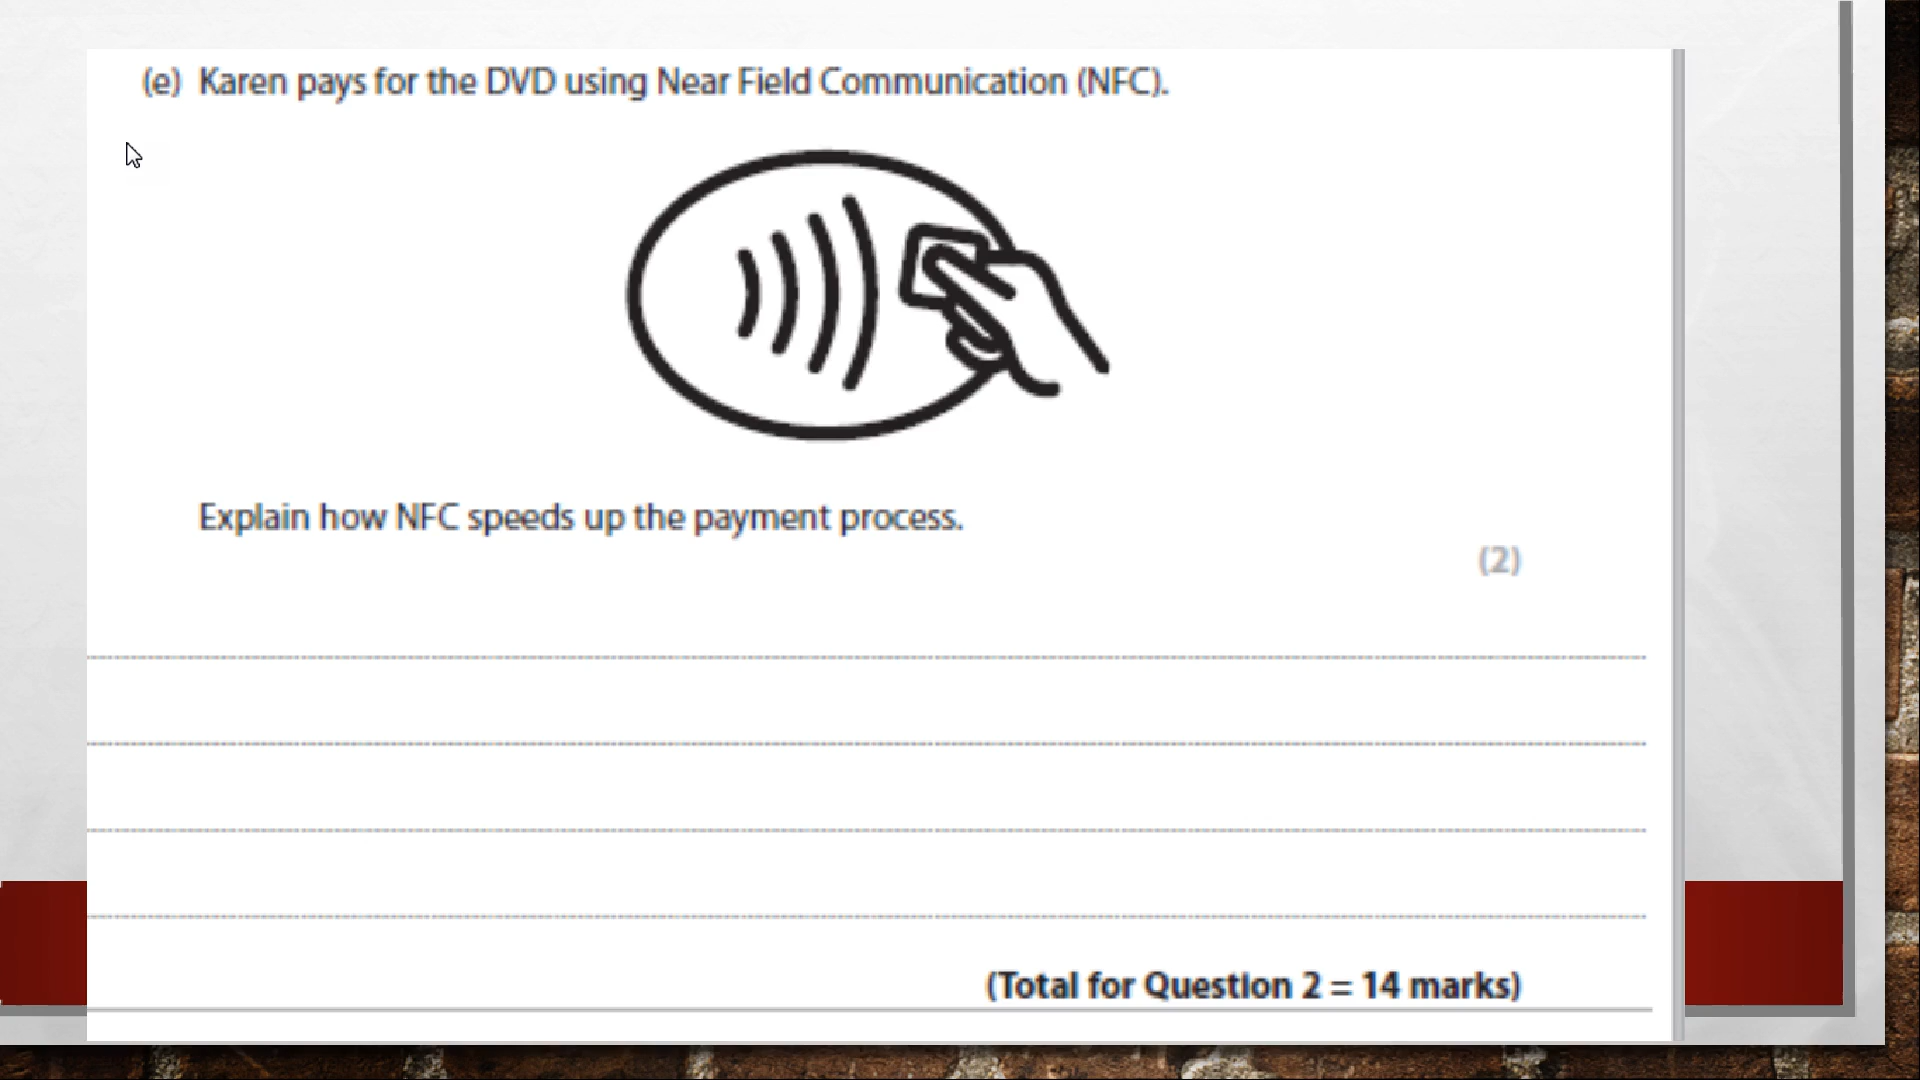 (e) Karen pays for the DVD using Near Field Communication (NFC).
Explain how NFC speeds up the payment process.
(2)
(Total for Question 2 = 14 marks)